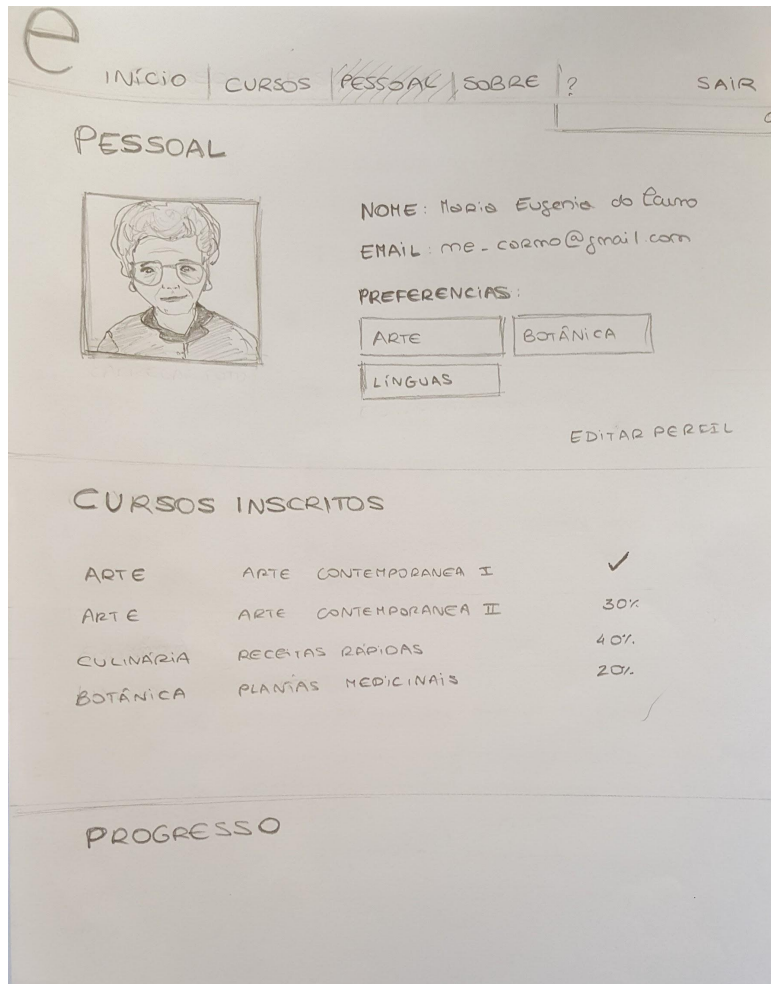 e
INÍCIO | CURSOS | PESSOAL | SOBRE | ? SAIR
PESSOAL
NOME: Maria Eugenia do Carmo
EMAIL: me_carmo@gmail.com
PREFERENCIAS:
ARTE BOTÂNICA
LÍNGUAS
EDITAR PERFIL
CURSOS INSCRITOS
ARTE ARTE CONTEMPORANEA I ✓
ARTE ARTE CONTEMPORANEA II 30%
CULINÁRIA RECEITAS RÁPIDAS 40%
BOTÂNICA PLANTAS MEDICINAIS 20%
PROGRESSO